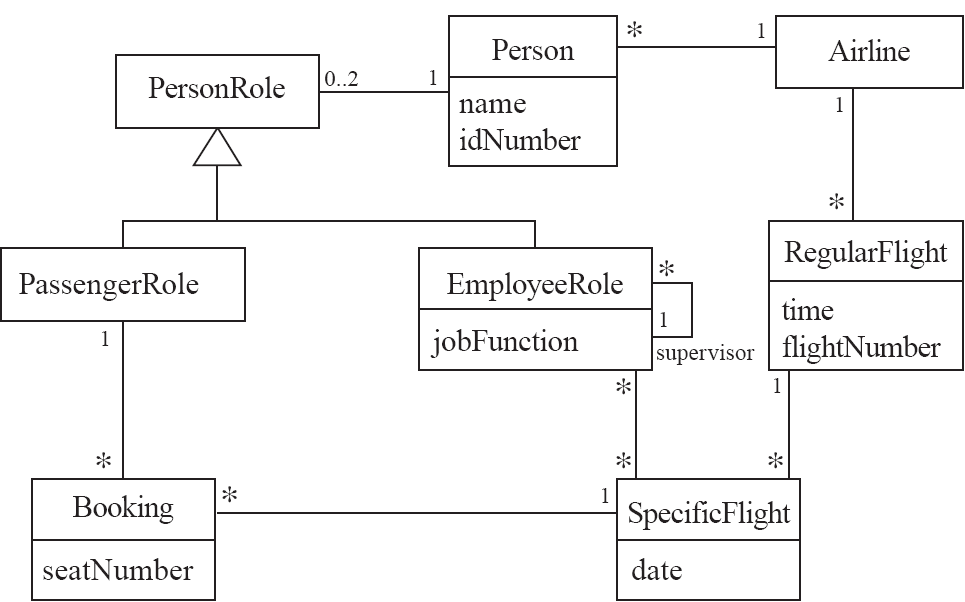 Person
name
idNumber
*
1
Airline
PersonRole
0..2
1
1
*
PassengerRole
EmployeeRole
jobFunction
*
1
supervisor
RegularFlight
time
flightNumber
1
*
*
*
1
*
Booking
seatNumber
*
1
SpecificFlight
date